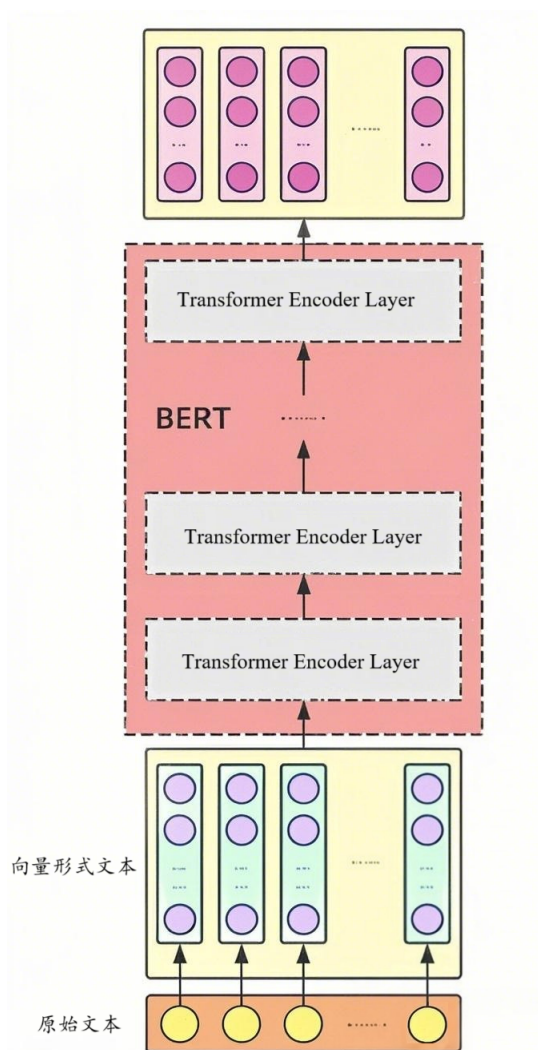 Transformer Encoder Layer
BERT
Transformer Encoder Layer
Transformer Encoder Layer
向量形式文本
原始文本